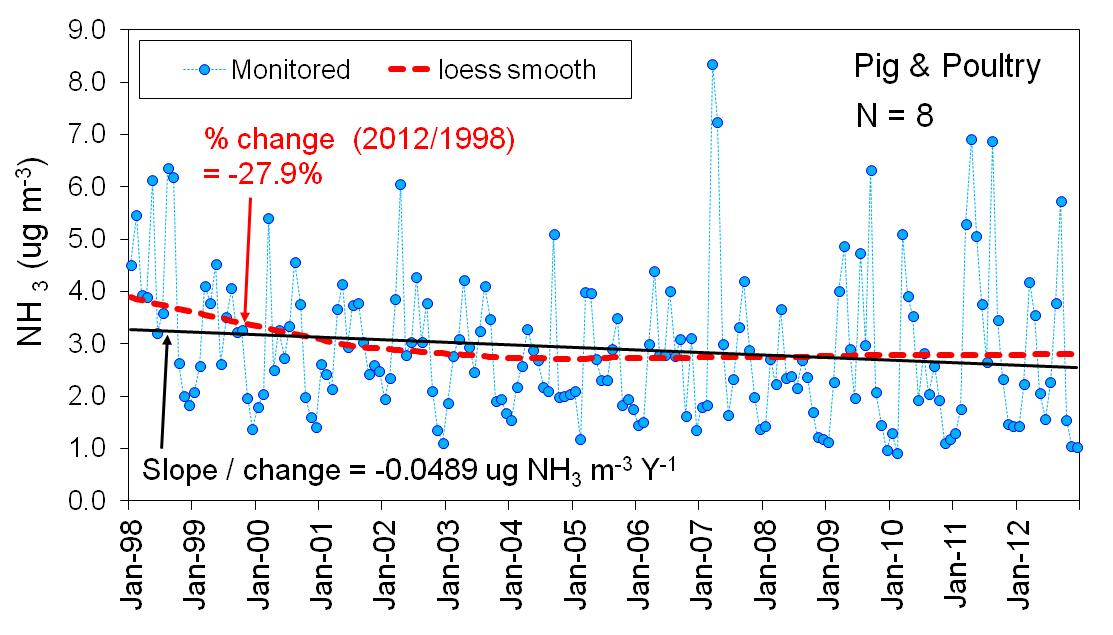 9.0
8.0
7.0
6.0
5.0
4.0
3.0
2.0
1.0
0.0
NH 3 (ug m-3)
Monitored loess smooth
Pig & Poultry
N = 8
% change (2012/1998)
= -27.9%
Slope / change = -0.0489 ug NH3 m-3 Y-1
Jan-98
Jan-99
Jan-00
Jan-01
Jan-02
Jan-03
Jan-04
Jan-05
Jan-06
Jan-07
Jan-08
Jan-09
Jan-10
Jan-11
Jan-12